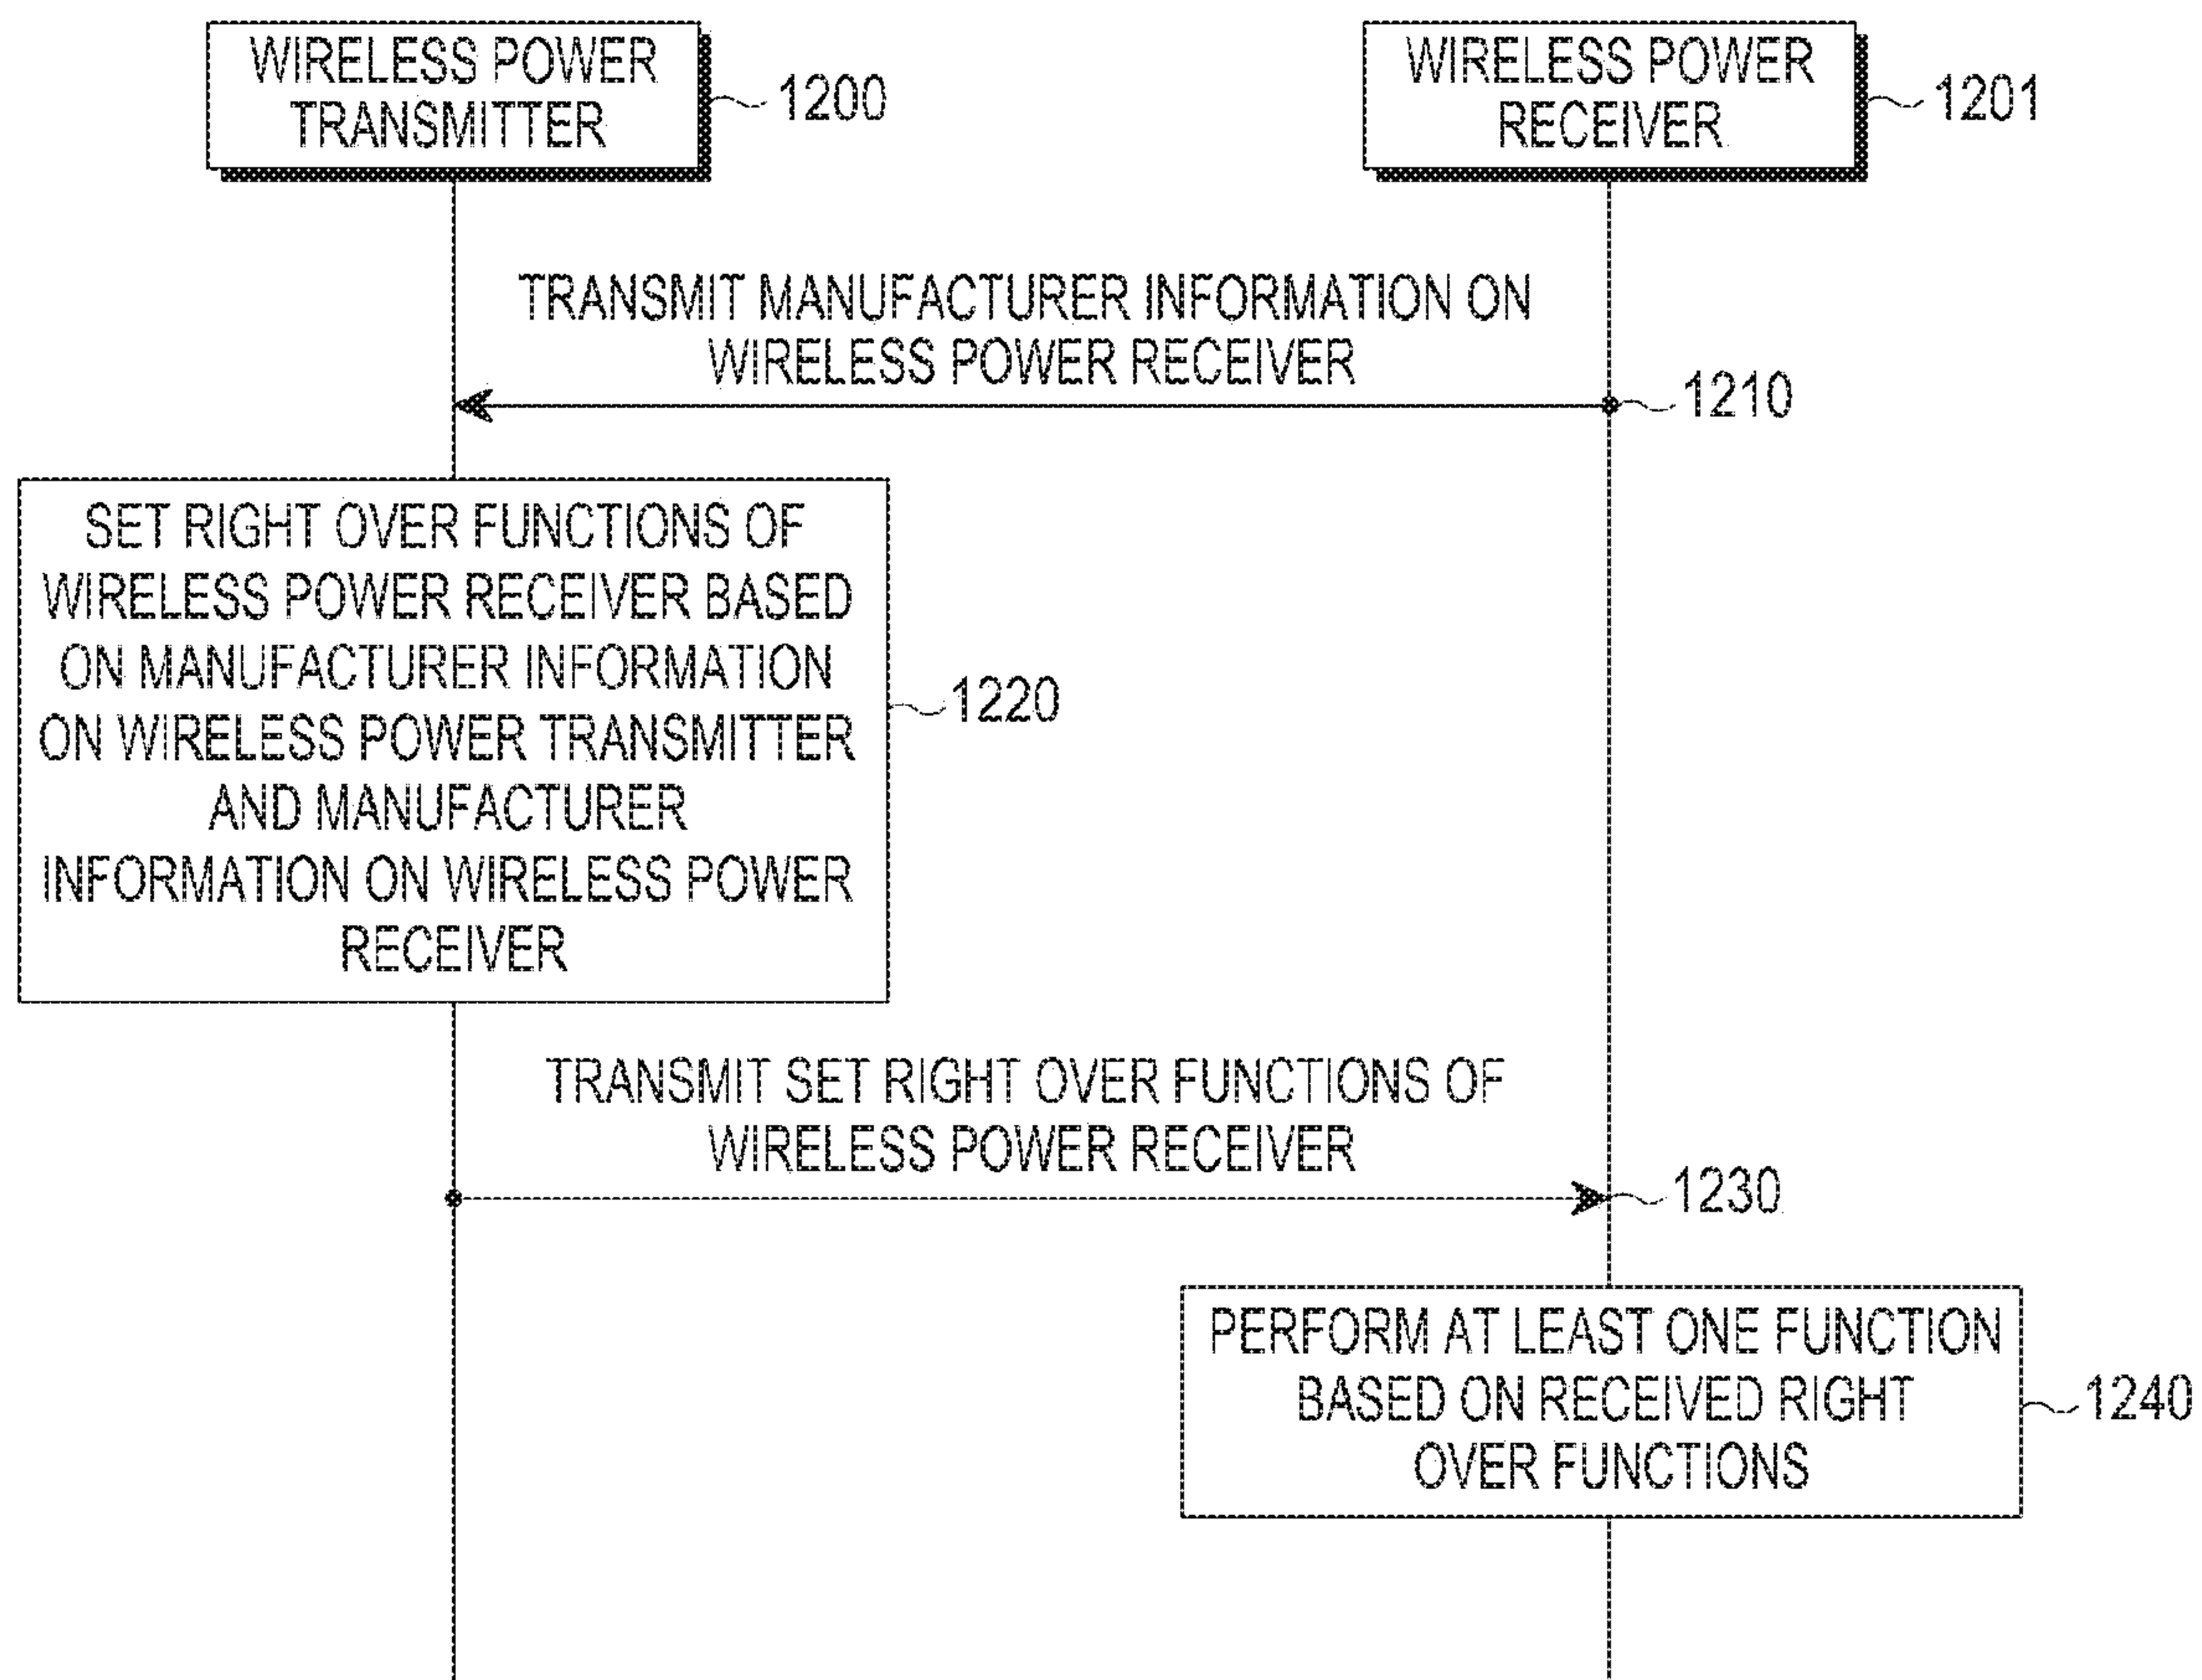 WIRELESS POWER
TRANSMITTER
1200
WIRELESS POWER
RECEIVER
1201
TRANSMIT MANUFACTURER INFORMATION ON
WIRELESS POWER RECEIVER
1210
SET RIGHT OVER FUNCTIONS OF
WIRELESS POWER RECEIVER BASED
ON MANUFACTURER INFORMATION
ON WIRELESS POWER TRANSMITTER
AND MANUFACTURER
INFORMATION ON WIRELESS POWER
RECEIVER
1220
TRANSMIT SET RIGHT OVER FUNCTIONS OF
WIRELESS POWER RECEIVER
1230
PERFORM AT LEAST ONE FUNCTION
BASED ON RECEIVED RIGHT
OVER FUNCTIONS
1240